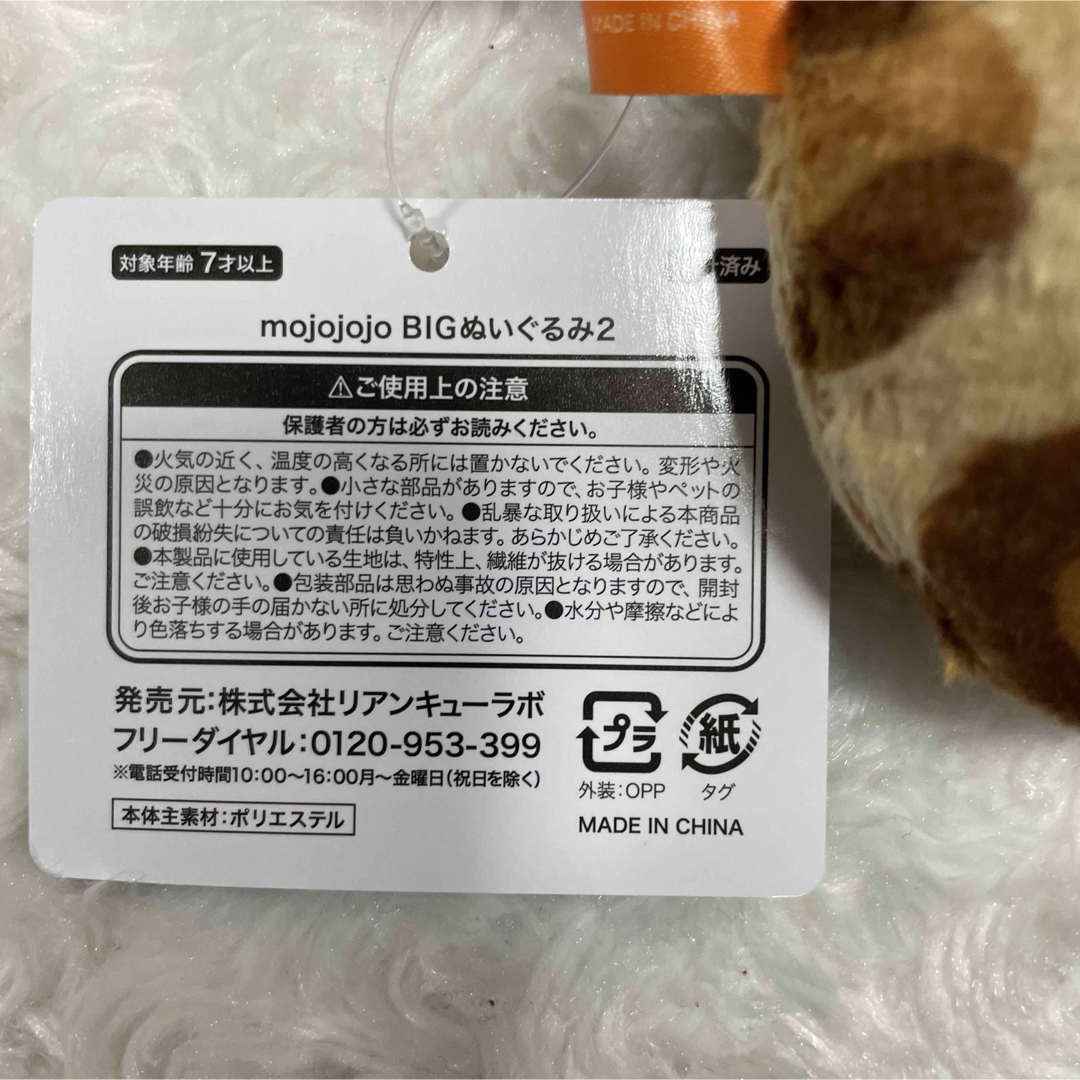 MADE IN CHINA
対象年齢 7才以上
済み
mojojojo BIGぬいぐるみ2
⚠ご使用上の注意
保護者の方は必ずお読みください。
●火気の近く、温度の高くなる所には置かないでください。変形や火
災の原因となります。●小さな部品がありますので、お子様やペットの
誤飲など十分にお気を付けください。●乱暴な取り扱いによる本商品
の破損紛失についての責任は負いかねます。あらかじめご了承ください。
●本製品に使用している生地は、特性上、繊維が抜ける場合があります。
ご注意ください。●包装部品は思わぬ事故の原因となりますので、開封
後お子様の手の届かない所に処分してください。●水分や摩擦などによ
り色落ちする場合があります。ご注意ください。
発売元:株式会社リアンキューラボ
フリーダイヤル:0120-953-399
※電話受付時間10:00〜16:00月〜金曜日(祝日を除く)
本体主素材:ポリエステル
プラ
紙
外装:OPP
タグ
MADE IN CHINA